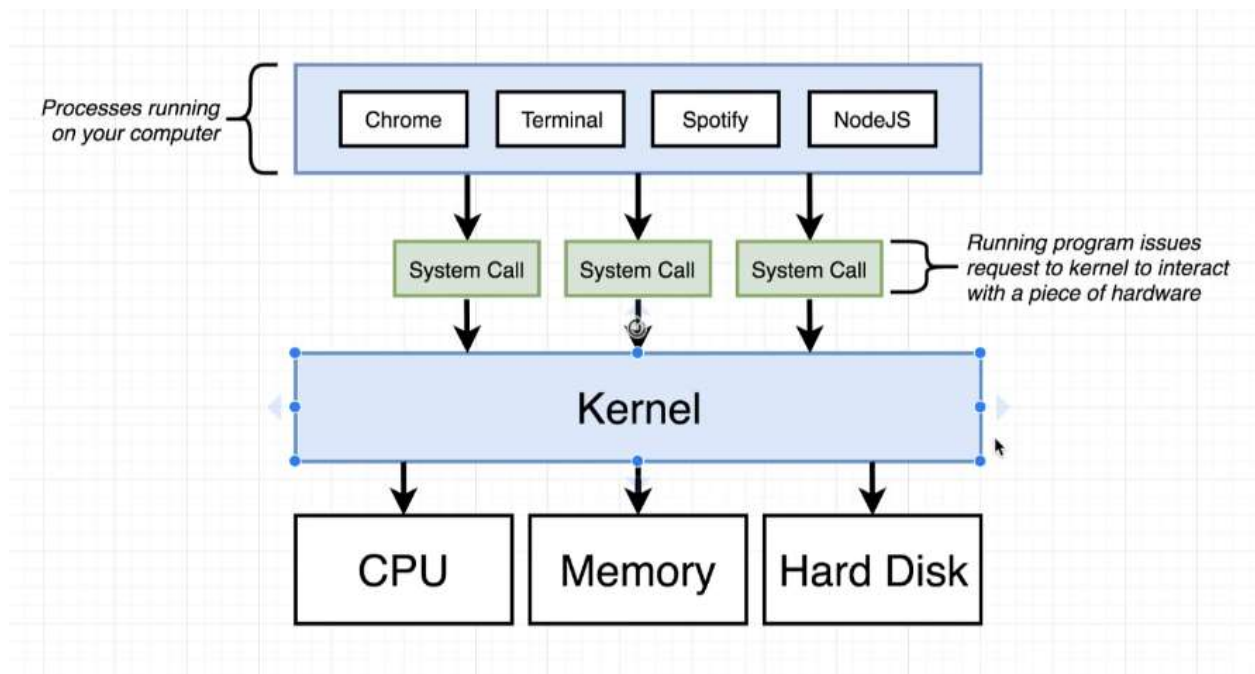 Processes running
on your computer
Chrome
Terminal
Spotify
NodeJS
System Call
System Call
System Call
Running program issues
request to kernel to interact
with a piece of hardware
Kernel
CPU
Memory
Hard Disk